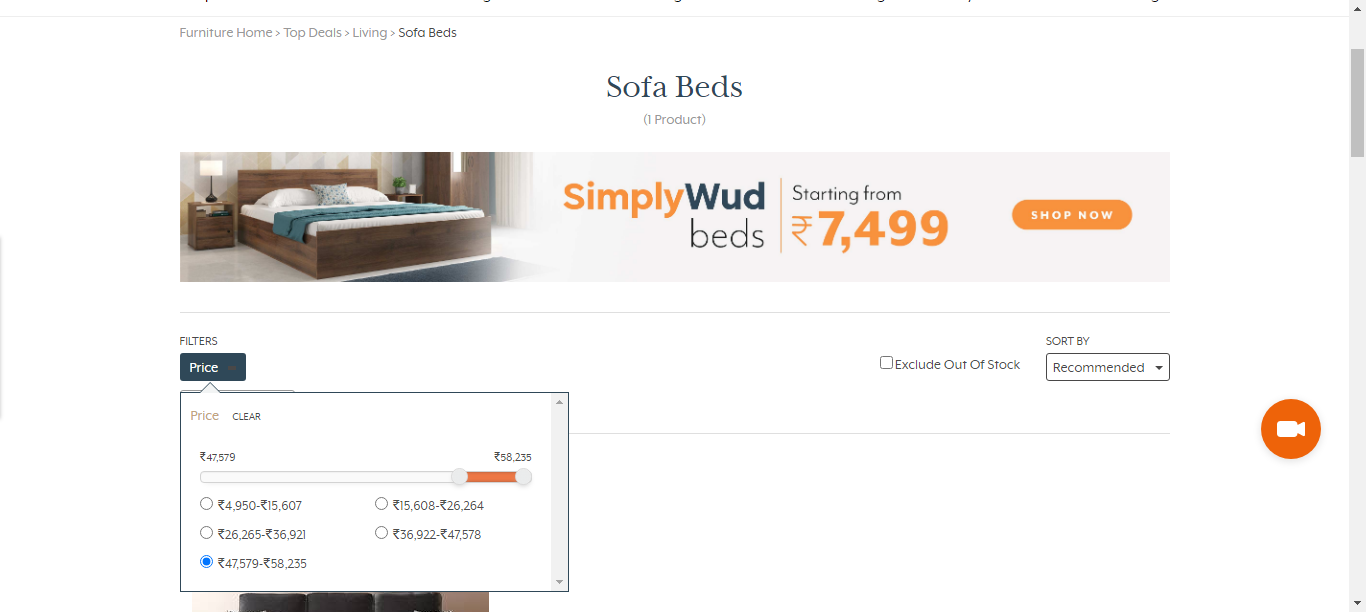 Furniture Home > Top Deals > Living > Sofa Beds
Sofa Beds
(1 Product)
SimplyWud
beds
Starting from
₹7,499
SHOP NOW
FILTERS
Price
Exclude Out Of Stock
SORT BY
Recommended
Price CLEAR
₹47,579 ₹58,235
₹4,950-₹15,607 ₹15,608-₹26,264
₹26,265-₹36,921 ₹36,922-₹47,578
₹47,579-₹58,235